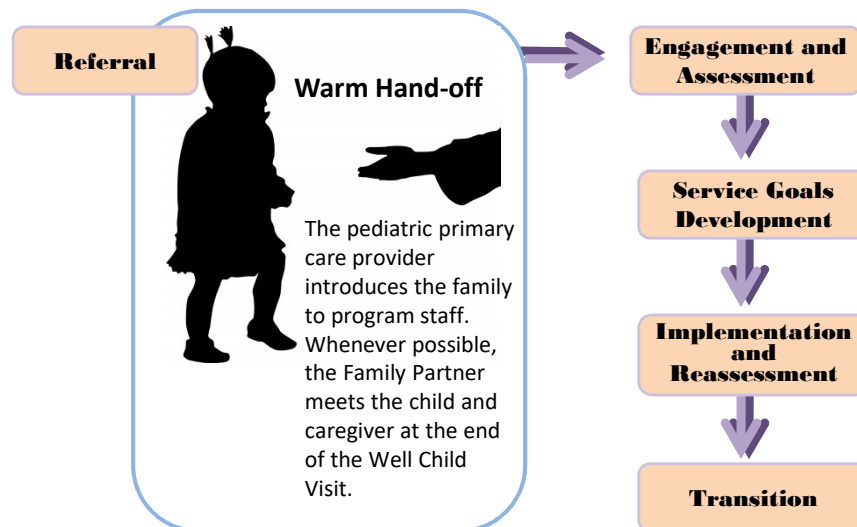 Referral
Warm Hand-off
The pediatric primary
care provider
introduces the family
to program staff.
Whenever possible,
the Family Partner
meets the child and
caregiver at the end
of the Well Child
Visit.
Engagement and
Assessment
Service Goals
Development
Implementation
and
Reassessment
Transition